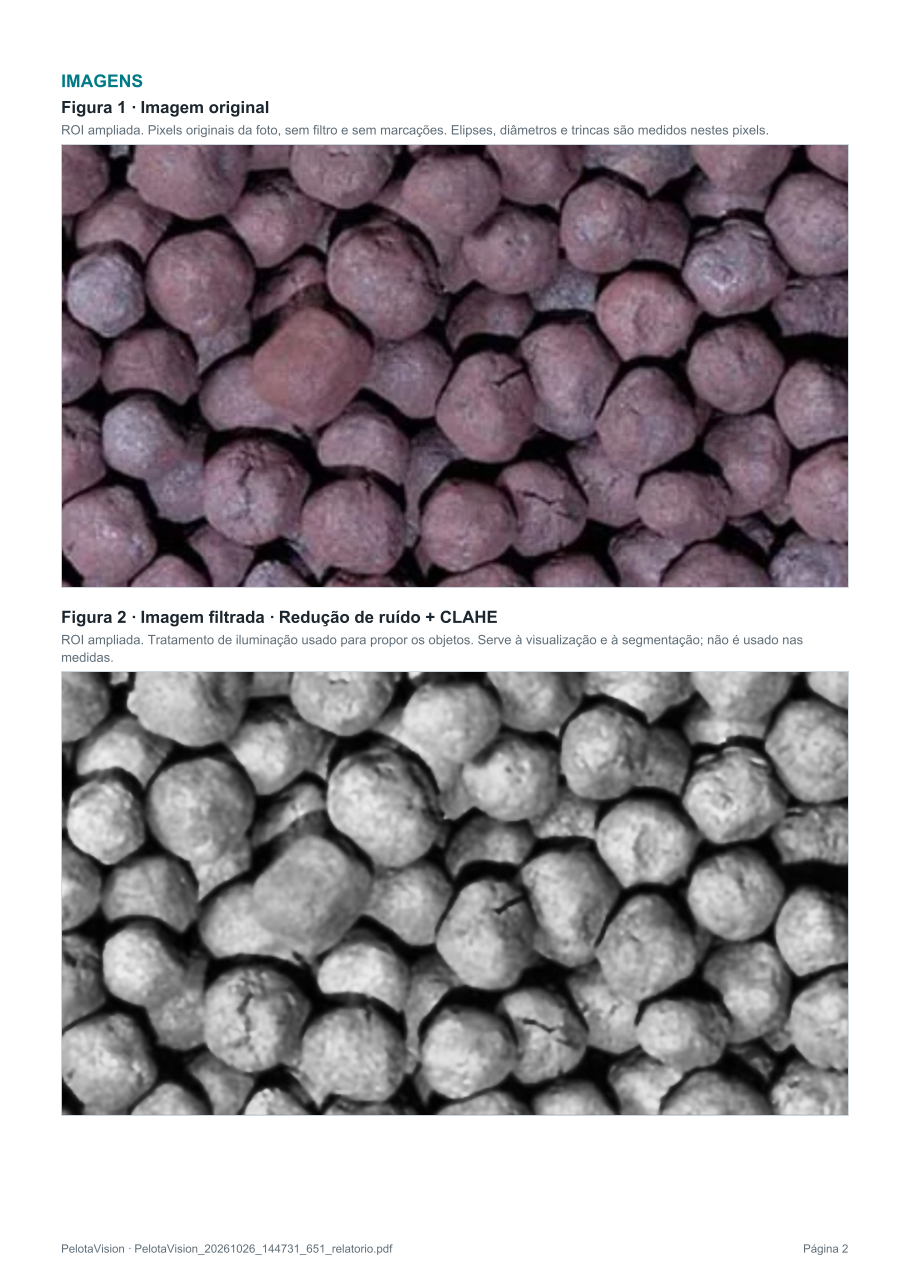 IMAGENS
Figura 1 · Imagem original
ROI ampliada. Pixels originais da foto, sem filtro e sem marcações. Elipses, diâmetros e trincas são medidos nestes pixels.
Figura 2 · Imagem filtrada · Redução de ruído + CLAHE
ROI ampliada. Tratamento de iluminação usado para propor os objetos. Serve à visualização e à segmentação; não é usado nas
medidas.
PelotaVision · PelotaVision_20261026_144731_651_relatorio.pdf
Página 2